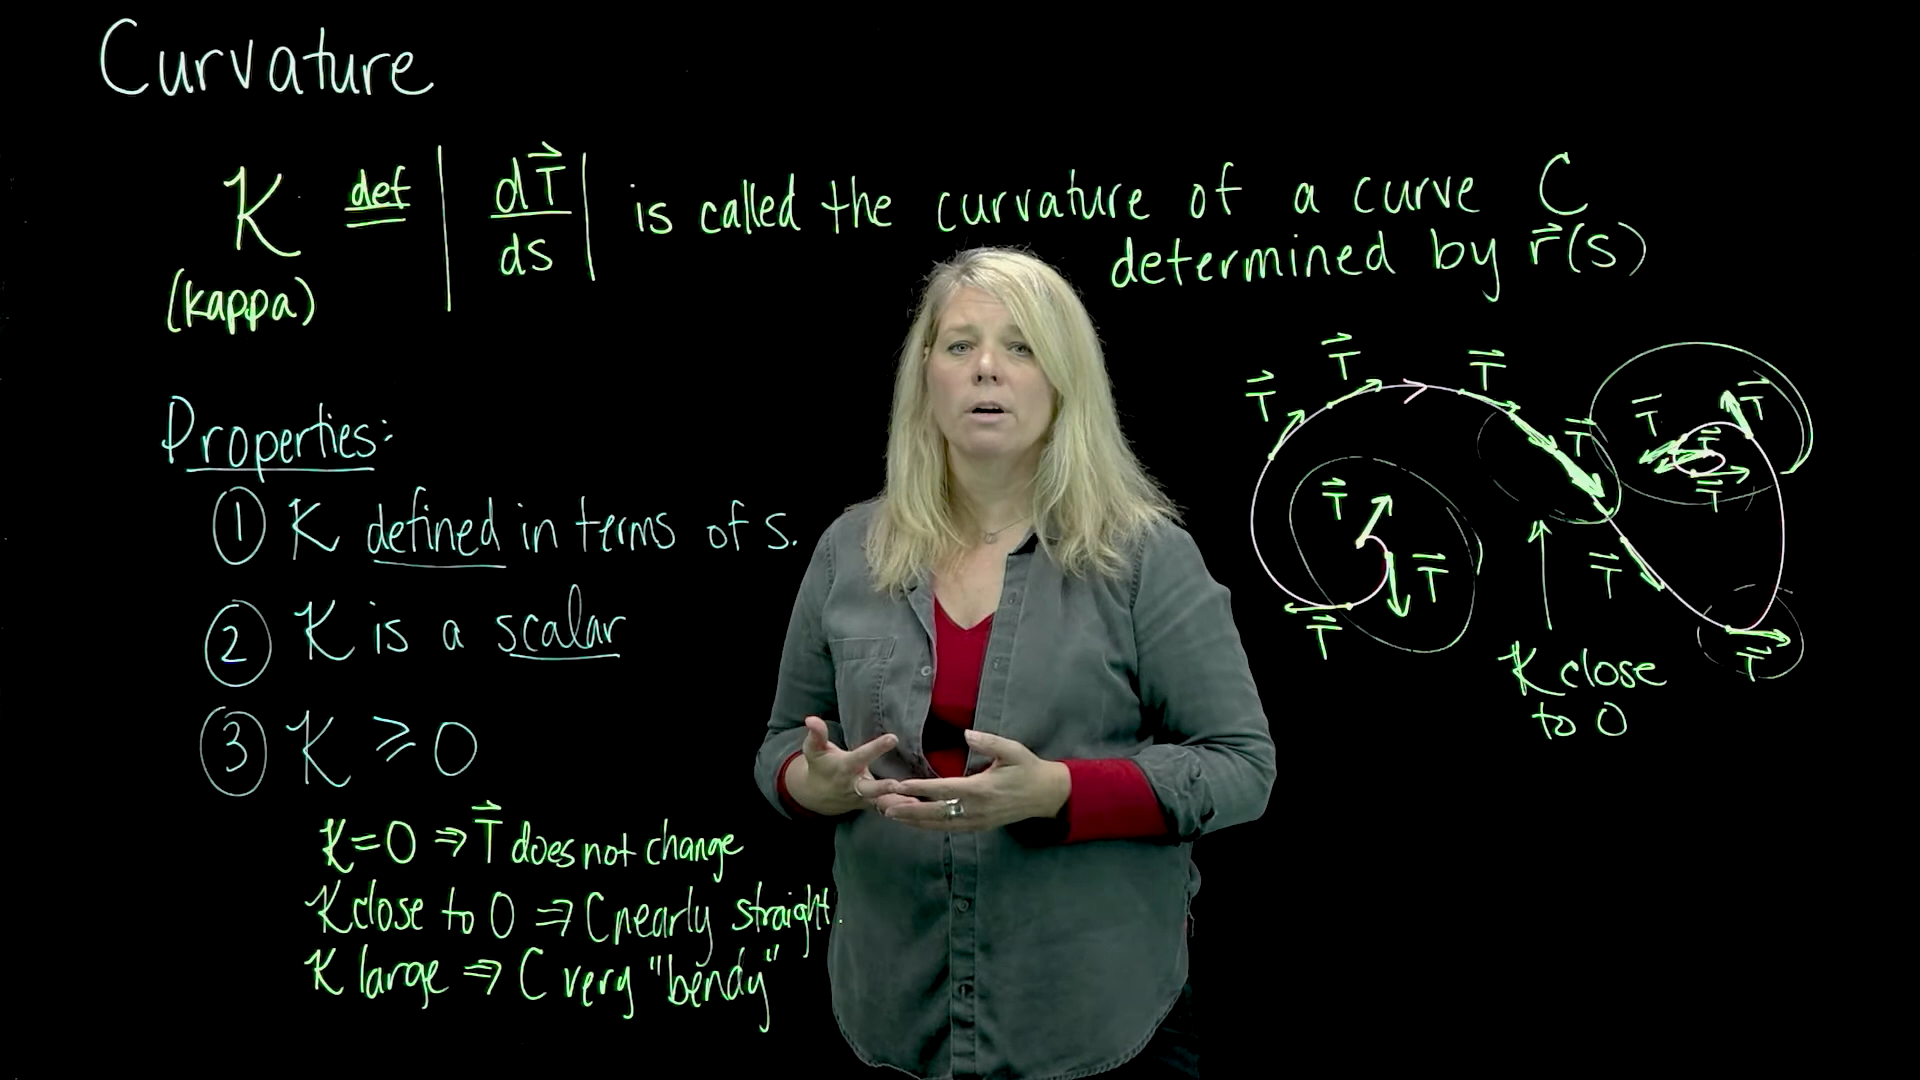 Curvature
K def | dT⃗/ds | is called the curvature of a curve C
determined by r⃗(s)
(kappa)
Properties:
① K defined in terms of s.
② K is a scalar
③ K ≥ 0
K=0 ⇒ T⃗ does not change
K close to 0 ⇒ C nearly straight.
K large ⇒ C very "bendy"
T⃗
T⃗
T⃗
T⃗
T⃗
T⃗
T⃗
T⃗
T⃗
T⃗
T⃗
T⃗
T⃗
K close
to 0